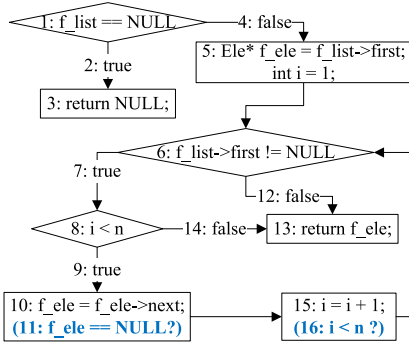 1: f_list == NULL
4: false
2: true
5: Ele* f_ele = f_list->first;
int i = 1;
3: return NULL;
6: f_list->first != NULL
7: true
12: false
8: i < n
14: false
13: return f_ele;
9: true
10: f_ele = f_ele->next;
(11: f_ele == NULL?)
15: i = i + 1;
(16: i < n ?)